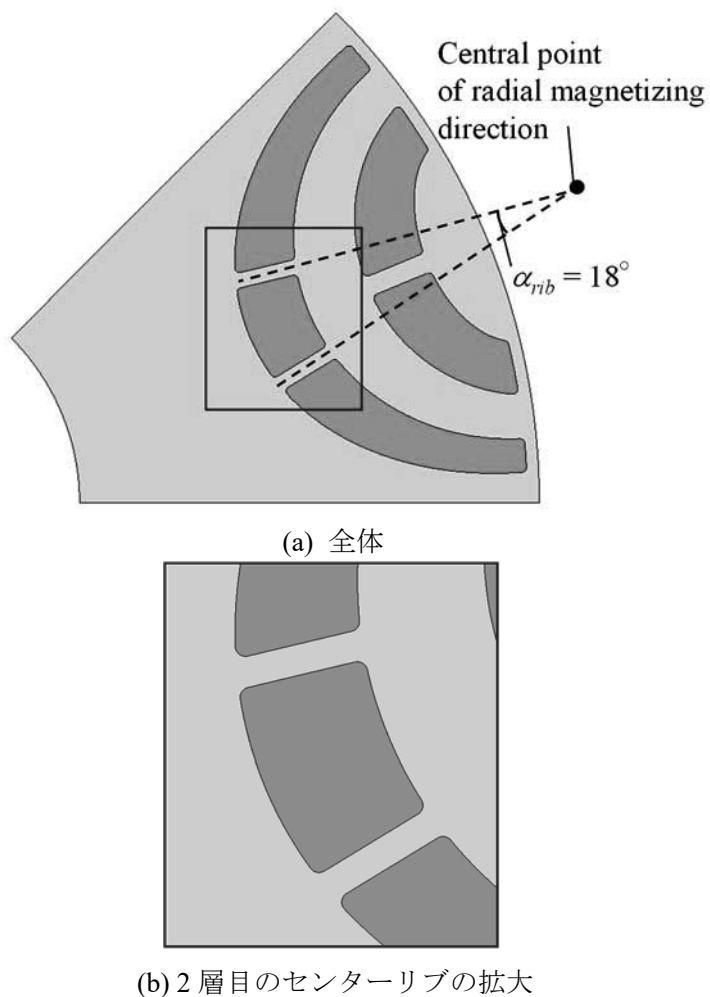 Central point
of radial magnetizing
direction
α_rib = 18°
(a) 全体
(b) 2 層目のセンターリブの拡大